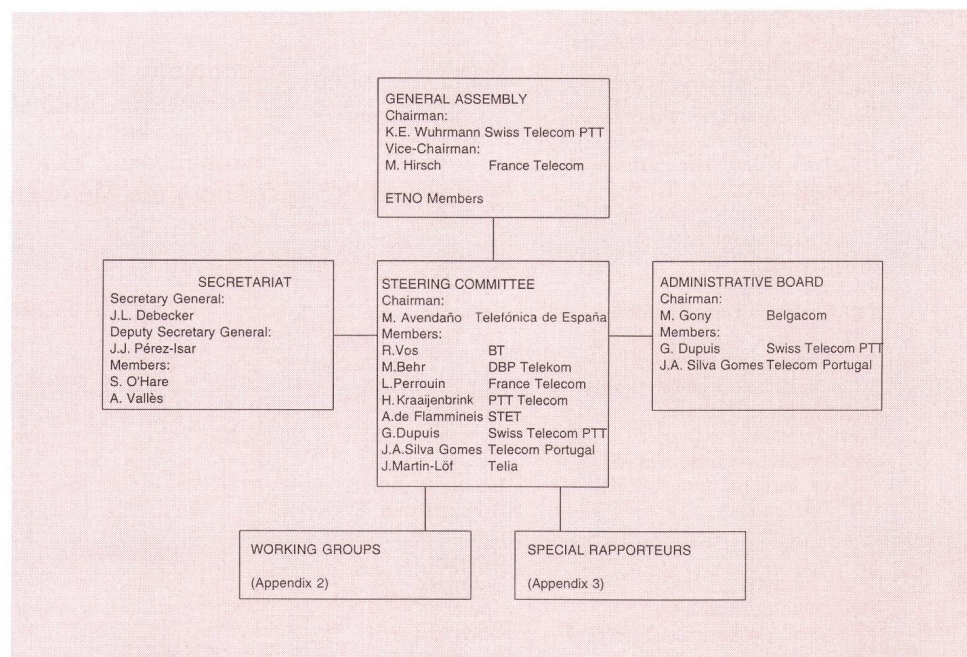 GENERAL ASSEMBLY
Chairman:
K.E. Wuhrmann Swiss Telecom PTT
Vice-Chairman:
M. Hirsch France Telecom
ETNO Members
SECRETARIAT
Secretary General:
J.L. Debecker
Deputy Secretary General:
J.J. Pérez-Isar
Members:
S. O'Hare
A. Vallès
STEERING COMMITTEE
Chairman:
M. Avendaño Telefónica de España
Members:
R.Vos BT
M.Behr DBP Telekom
L.Perrouin France Telecom
H.Kraaijenbrink PTT Telecom
A.de Flammineis STET
G.Dupuis Swiss Telecom PTT
J.A.Silva Gomes Telecom Portugal
J.Martin-Löf Telia
ADMINISTRATIVE BOARD
Chairman:
M. Gony Belgacom
Members:
G. Dupuis Swiss Telecom PTT
J.A. Silva Gomes Telecom Portugal
WORKING GROUPS
(Appendix 2)
SPECIAL RAPPORTEURS
(Appendix 3)